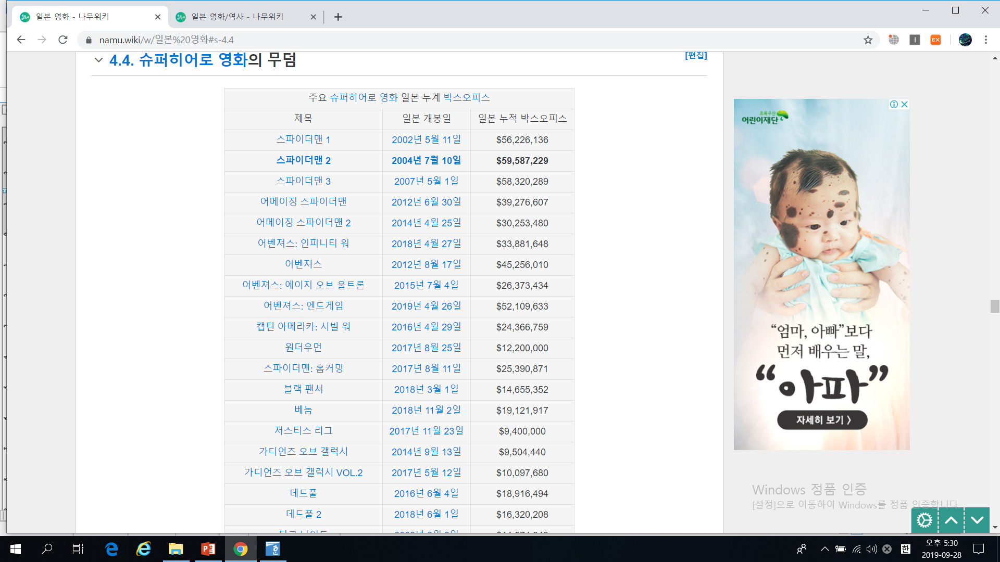 일본 영화 - 나무위키
일본 영화/역사 - 나무위키
namu.wiki/w/일본%20영화#s-4.4
EX
4.4. 슈퍼히어로 영화의 무덤
[편집]
주요 슈퍼히어로 영화 일본 누계 박스오피스
제목 일본 개봉일 일본 누적 박스오피스
스파이더맨 1 2002년 5월 11일 $56,226,136
스파이더맨 2 2004년 7월 10일 $59,587,229
스파이더맨 3 2007년 5월 1일 $58,320,289
어메이징 스파이더맨 2012년 6월 30일 $39,276,607
어메이징 스파이더맨 2 2014년 4월 25일 $30,253,480
어벤져스: 인피니티 워 2018년 4월 27일 $33,881,648
어벤져스 2012년 8월 17일 $45,256,010
어벤져스: 에이지 오브 울트론 2015년 7월 4일 $26,373,434
어벤져스: 엔드게임 2019년 4월 26일 $52,109,633
캡틴 아메리카: 시빌 워 2016년 4월 29일 $24,366,759
원더우먼 2017년 8월 25일 $12,200,000
스파이더맨: 홈커밍 2017년 8월 11일 $25,390,871
블랙 팬서 2018년 3월 1일 $14,655,352
베놈 2018년 11월 2일 $19,121,917
저스티스 리그 2017년 11월 23일 $9,400,000
가디언즈 오브 갤럭시 2014년 9월 13일 $9,504,440
가디언즈 오브 갤럭시 VOL.2 2017년 5월 12일 $10,097,680
데드풀 2016년 6월 4일 $18,916,494
데드풀 2 2018년 6월 1일 $16,320,208
초록우산
어린이재단
“엄마, 아빠”보다
먼저 배우는 말,
“아파”
자세히 보기 〉
Windows 정품 인증
[설정]으로 이동하여 Windows를 정품 인증합니다.
한
오후 5:30
2019-09-28